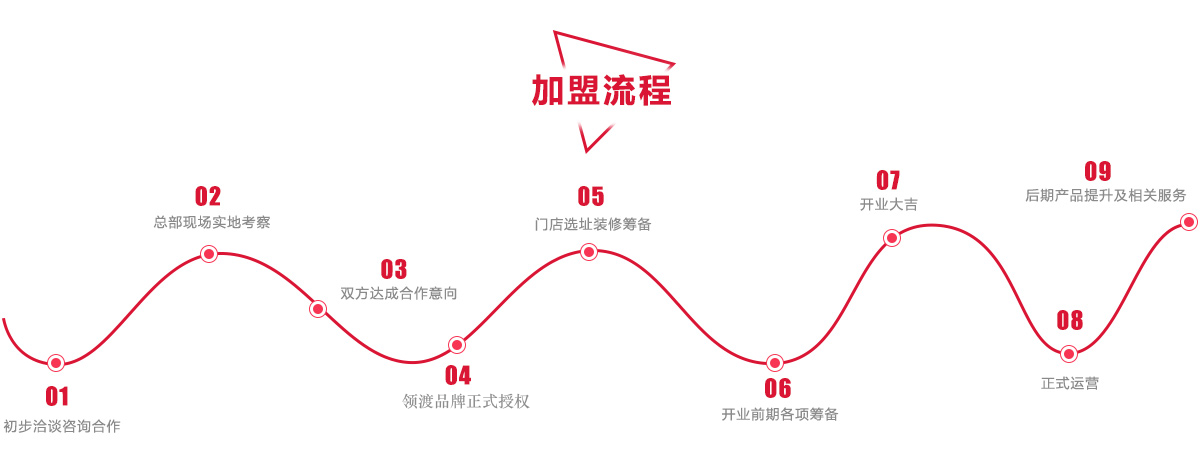 加盟流程
01
初步洽谈咨询合作
02
总部现场实地考察
03
双方达成合作意向
04
领渡品牌正式授权
05
门店选址装修筹备
06
开业前期各项筹备
07
开业大吉
08
正式运营
09
后期产品提升及相关服务